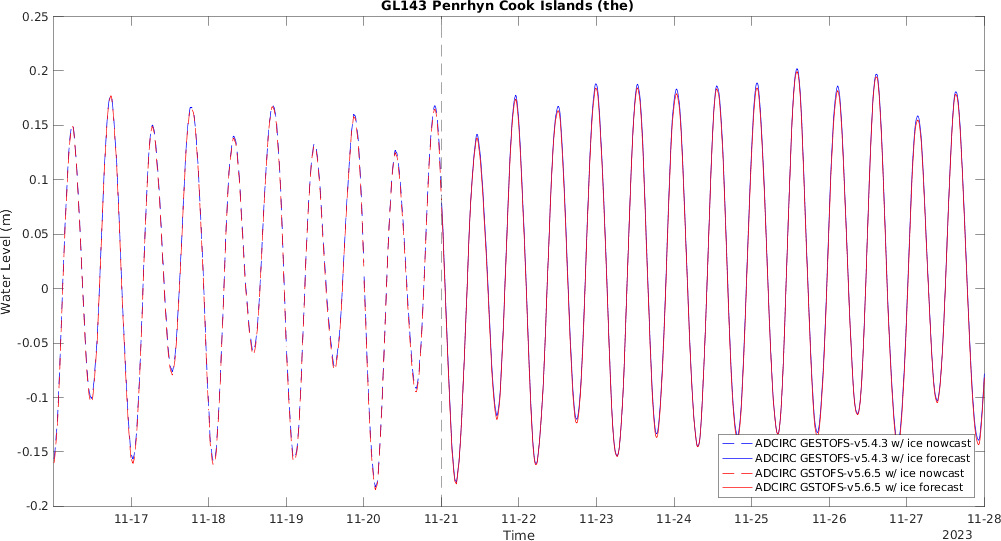 GL143 Penrhyn Cook Islands (the)
0.25
0.2
0.15
0.1
0.05
0
-0.05
-0.1
-0.15
-0.2
Water Level (m)
ADCIRC GESTOFS-v5.4.3 w/ ice nowcast
ADCIRC GESTOFS-v5.4.3 w/ ice forecast
ADCIRC GSTOFS-v5.6.5 w/ ice nowcast
ADCIRC GSTOFS-v5.6.5 w/ ice forecast
11-17 11-18 11-19 11-20 11-21 11-22 11-23 11-24 11-25 11-26 11-27 11-28
Time
2023